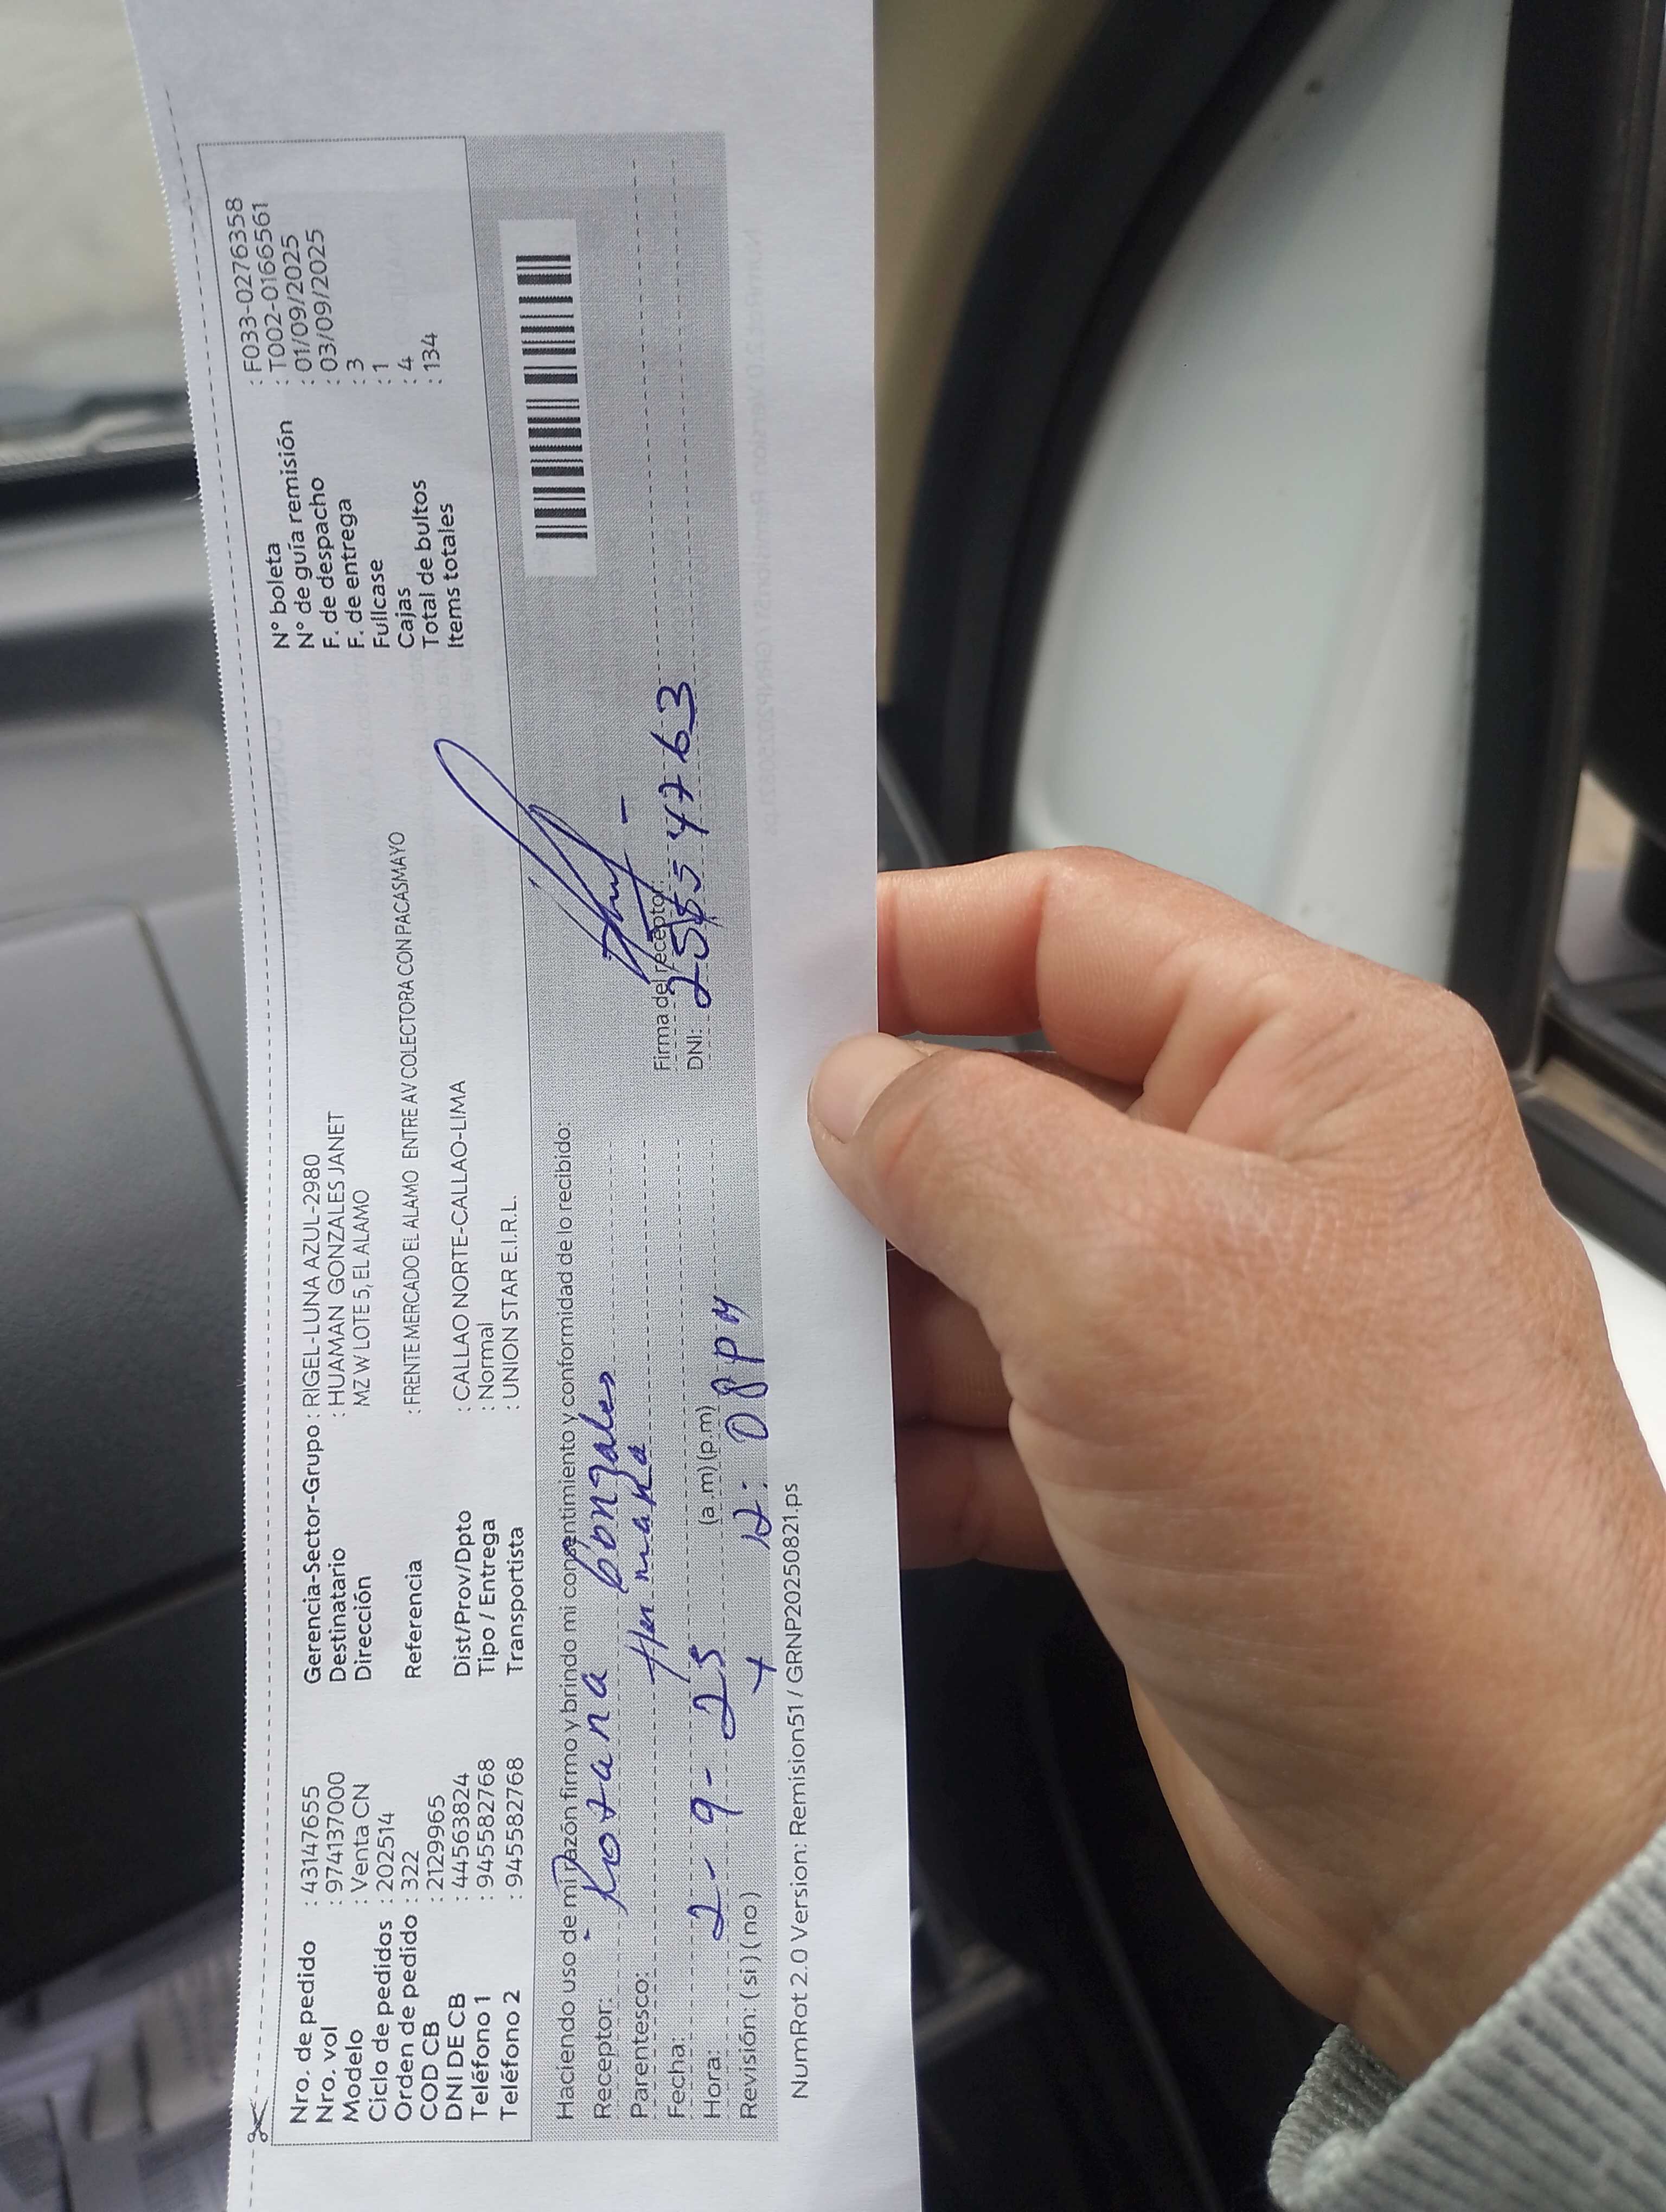 Nro. de pedido : 43147655
Nro. vol : 974137000
Modelo : Venta CN
Ciclo de pedidos : 202514
Orden de pedido : 322
COD CB : 2129965
DNI DE CB : 44563824
Teléfono 1 : 945582768
Teléfono 2 : 945582768
Gerencia-Sector-Grupo : RIGEL-LUNA AZUL-2980
Destinatario : HUAMAN GONZALES JANET
Dirección MZ W LOTE 5, EL ALAMO
Referencia : FRENTE MERCADO EL ALAMO ENTRE AV COLECTORA CON PACASMAYO
Dist/Prov/Dpto : CALLAO NORTE-CALLAO-LIMA
Tipo / Entrega : Normal
Transportista : UNION STAR E.I.R.L.
N° boleta : F033-0276358
N° de guía remisión : T002-0166561
F. de despacho : 01/09/2025
F. de entrega : 03/09/2025
Fullcase : 3
Cajas : 1
Total de bultos : 4
Items totales : 134
Haciendo uso de mi razón firmo y brindo mi consentimiento y conformidad de lo recibido:
Receptor: Roxana Gonzales
Parentesco: Hermana
Fecha: 2-9-25
Hora: (a.m) (p.m) 12:08 PM
Revisión: ( si ) ( no )
Firma del receptor:
DNI:
NumRot 2.0 Version: Remision51 / GRNP20250821.ps